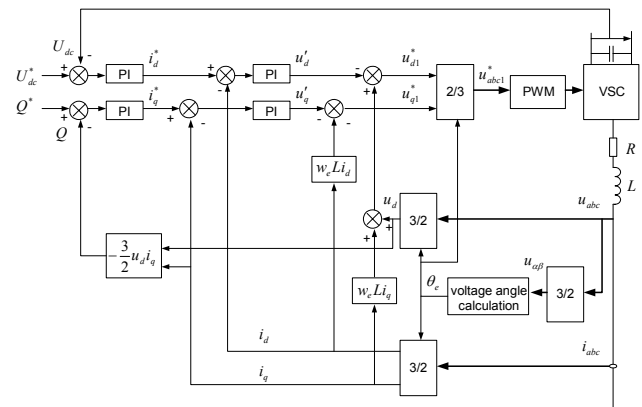 U_dc
U*_dc + - PI i*_d + - PI u'_d - + u*_d1
Q* + - PI i*_q + - PI u'_q + - u*_q1
Q
2/3 u*_abc1 PWM VSC
R
L
w_e Li_d
u_d 3/2 u_abc
+ +
+ +
-3/2 u_d i_q
w_e Li_q
θ_e voltage angle
calculation
u_αβ 3/2
i_d
i_q
3/2
i_abc